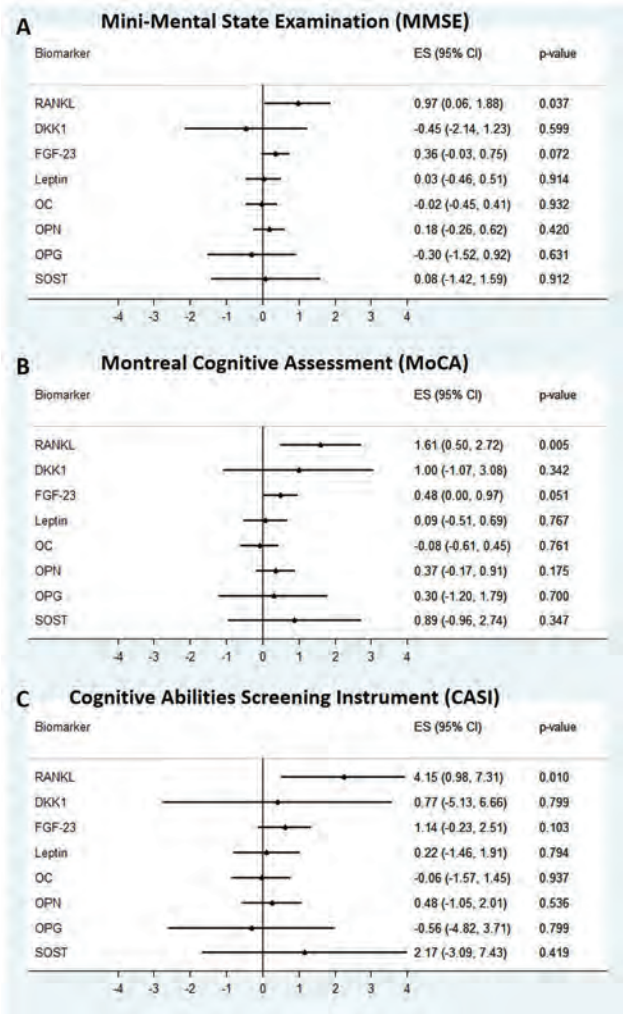 A Mini-Mental State Examination (MMSE)
Biomarker ES (95% CI) p-value
RANKL 0.97 (0.06, 1.88) 0.037
DKK1 -0.45 (-2.14, 1.23) 0.599
FGF-23 0.36 (-0.03, 0.75) 0.072
Leptin 0.03 (-0.46, 0.51) 0.914
OC -0.02 (-0.45, 0.41) 0.932
OPN 0.18 (-0.26, 0.62) 0.420
OPG -0.30 (-1.52, 0.92) 0.631
SOST 0.08 (-1.42, 1.59) 0.912
-4 -3 -2 -1 0 1 2 3 4
B Montreal Cognitive Assessment (MoCA)
Biomarker ES (95% CI) p-value
RANKL 1.61 (0.50, 2.72) 0.005
DKK1 1.00 (-1.07, 3.08) 0.342
FGF-23 0.48 (0.00, 0.97) 0.051
Leptin 0.09 (-0.51, 0.69) 0.767
OC -0.08 (-0.61, 0.45) 0.761
OPN 0.37 (-0.17, 0.91) 0.175
OPG 0.30 (-1.20, 1.79) 0.700
SOST 0.89 (-0.96, 2.74) 0.347
-4 -3 -2 -1 0 1 2 3 4
C Cognitive Abilities Screening Instrument (CASI)
Biomarker ES (95% CI) p-value
RANKL 4.15 (0.98, 7.31) 0.010
DKK1 0.77 (-5.13, 6.66) 0.799
FGF-23 1.14 (-0.23, 2.51) 0.103
Leptin 0.22 (-1.46, 1.91) 0.794
OC -0.06 (-1.57, 1.45) 0.937
OPN 0.48 (-1.05, 2.01) 0.536
OPG -0.56 (-4.82, 3.71) 0.799
SOST 2.17 (-3.09, 7.43) 0.419
-4 -3 -2 -1 0 1 2 3 4